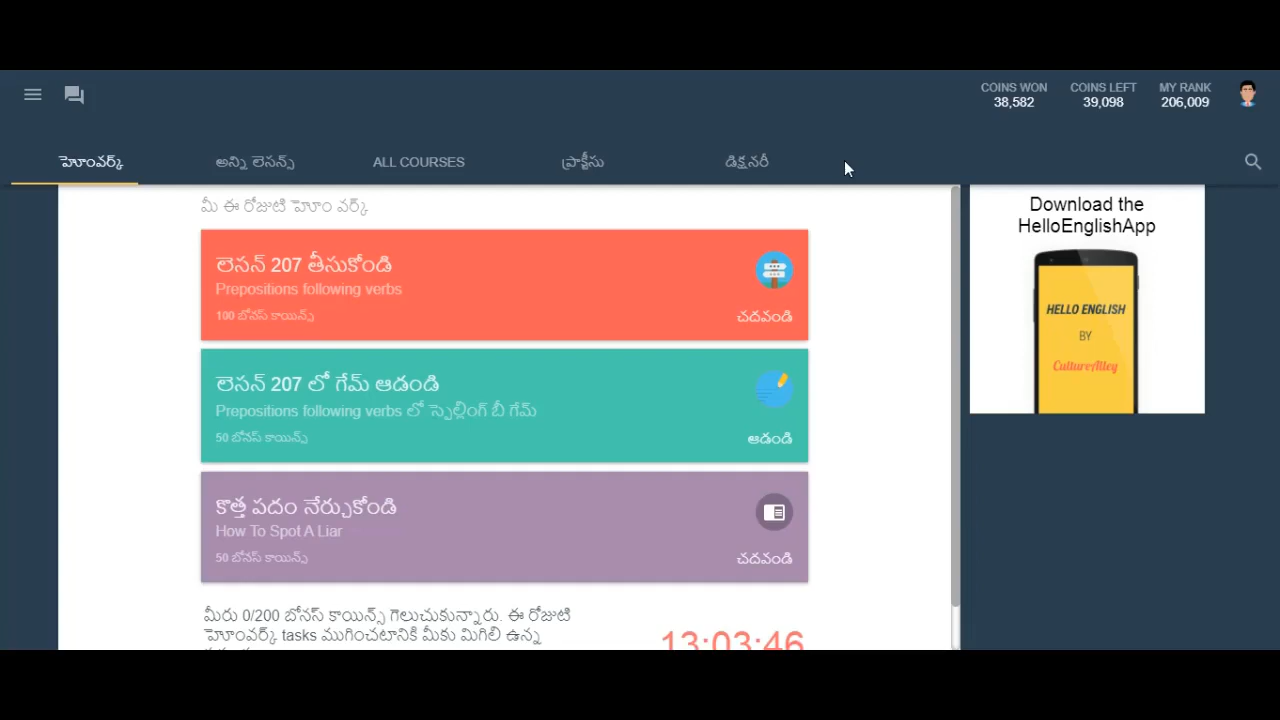 COINS WON
38,582
COINS LEFT
39,098
MY RANK
206,009
హెూంవర్క్
అన్ని లెసన్స్
ALL COURSES
ప్రాక్టీసు
డిక్షనరీ
మీ ఈ రోజుటి హెూం వర్క్
లెసన్ 207 తీసుకోండి
Prepositions following verbs
100 బోనస్ కాయిన్స్
చదవండి
లెసన్ 207 లో గేమ్ ఆడండి
Prepositions following verbs లో స్పెల్లింగ్ బీ గేమ్
50 బోనస్ కాయిన్స్
ఆడండి
కొత్త పదం నేర్చుకోండి
How To Spot A Liar
50 బోనస్ కాయిన్స్
చదవండి
మీరు 0/200 బోనస్ కాయిన్స్ గెలుచుకున్నారు. ఈ రోజుటి
హెూంవర్క్ tasks ముగించటానికి మీకు మిగిలి ఉన్న
13:03:46
Download the
HelloEnglishApp
HELLO ENGLISH
BY
CultureAlley